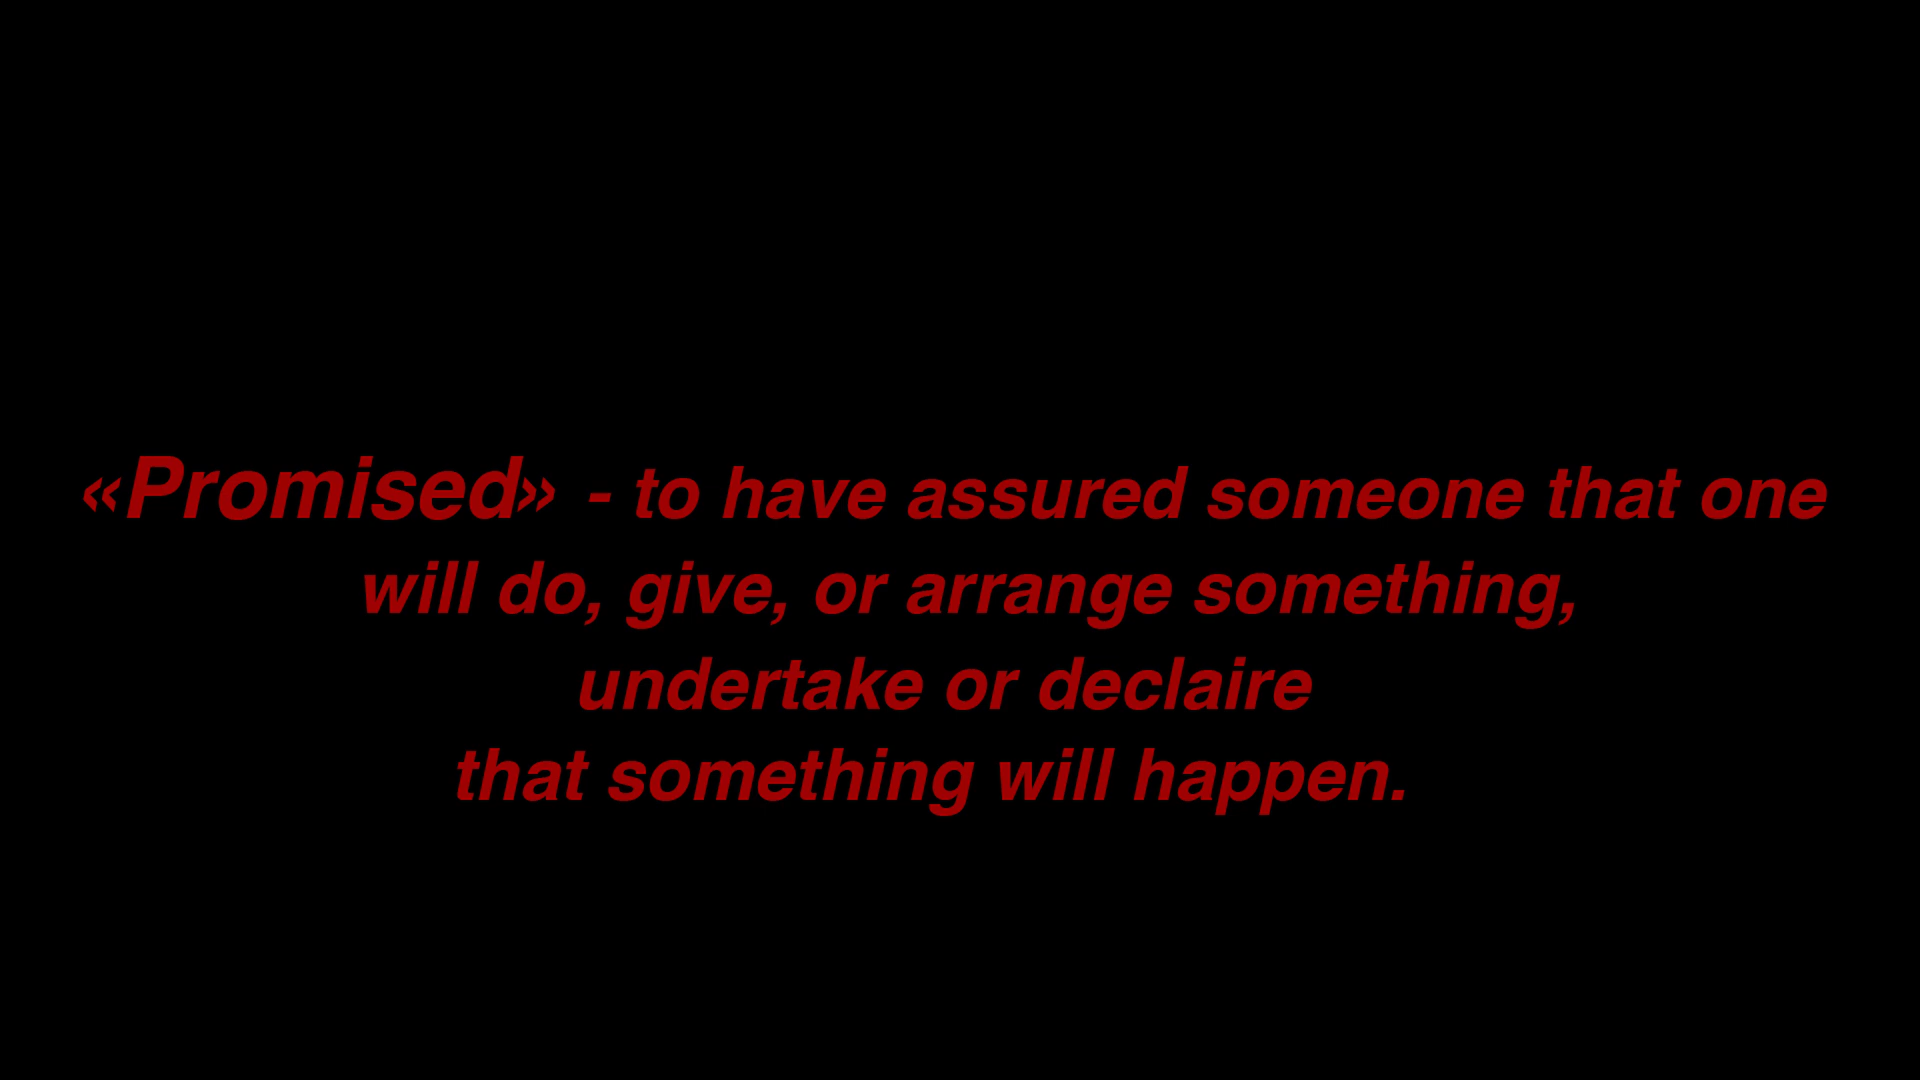 «Promised» - to have assured someone that one
will do, give, or arrange something,
undertake or declaire
that something will happen.